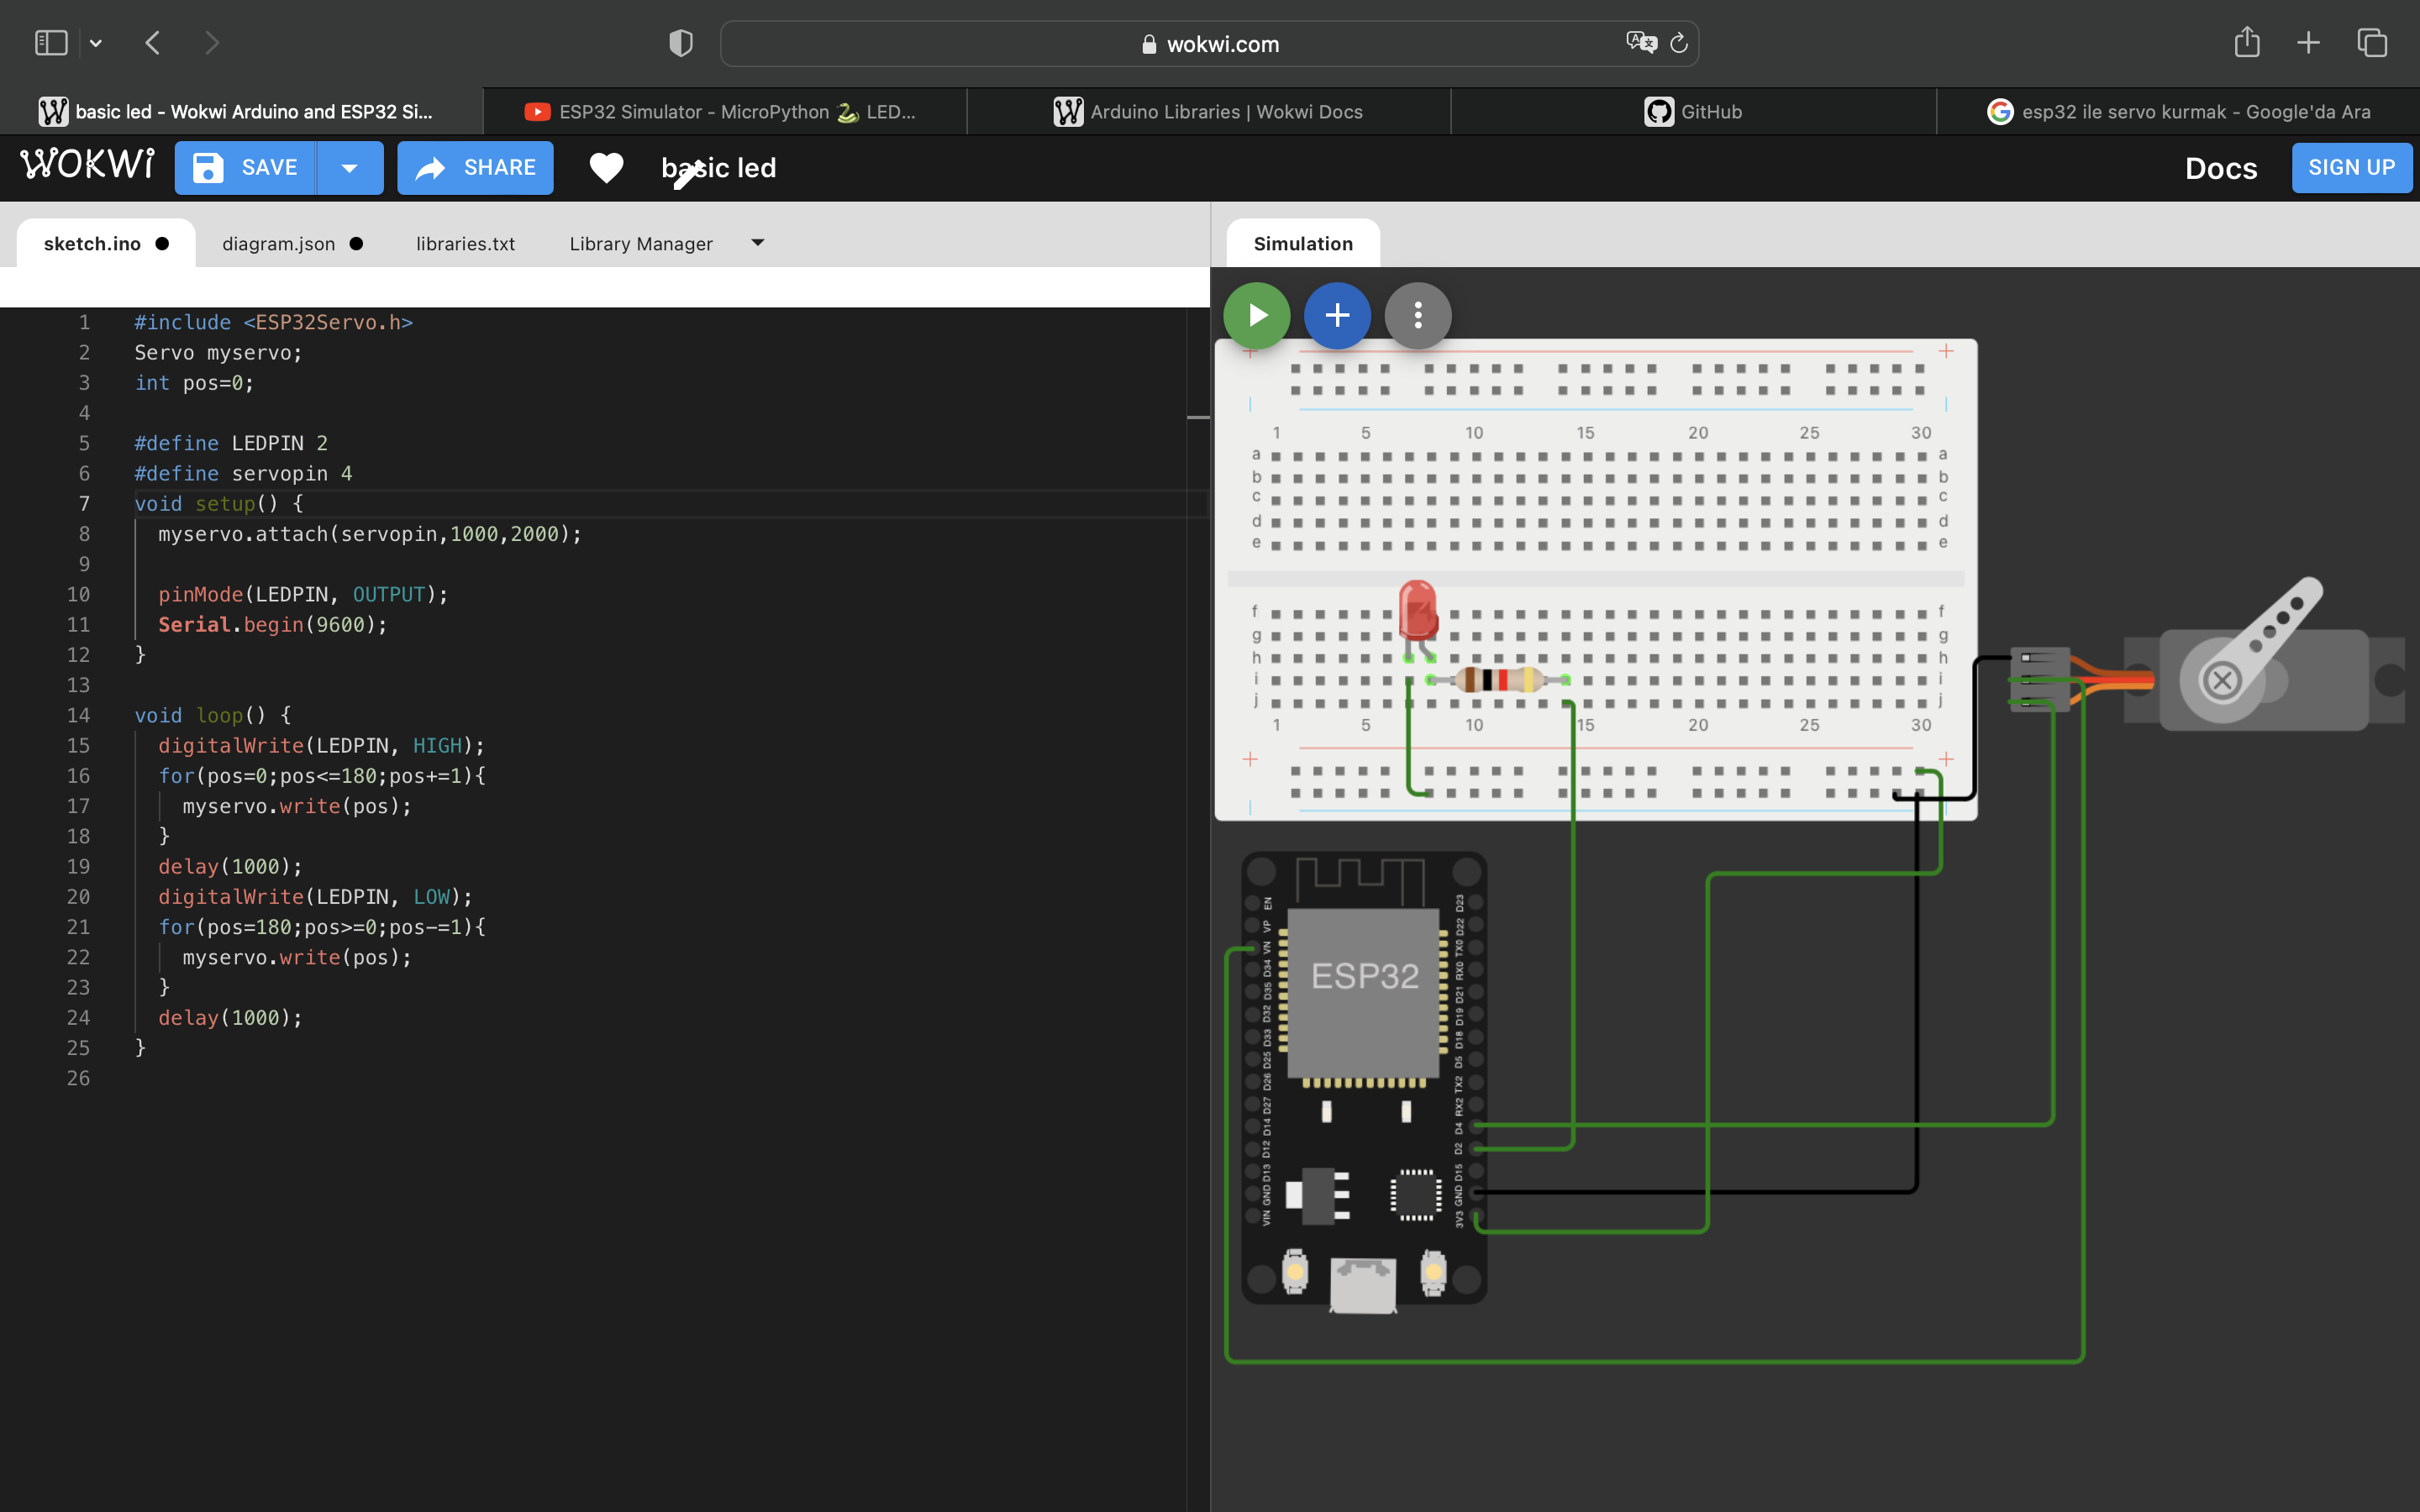 wokwi.com
basic led - Wokwi Arduino and ESP32 Si...
ESP32 Simulator - MicroPython 🐍 LED...
Arduino Libraries | Wokwi Docs
GitHub
esp32 ile servo kurmak - Google'da Ara
WOKWi
SAVE
SHARE
basic led
Docs
SIGN UP
sketch.ino
diagram.json
libraries.txt
Library Manager
Simulation
1 #include <ESP32Servo.h>
2 Servo myservo;
3 int pos=0;
4
5 #define LEDPIN 2
6 #define servopin 4
7 void setup() {
8 myservo.attach(servopin,1000,2000);
9
10 pinMode(LEDPIN, OUTPUT);
11 Serial.begin(9600);
12 }
13
14 void loop() {
15 digitalWrite(LEDPIN, HIGH);
16 for(pos=0;pos<=180;pos+=1){
17 myservo.write(pos);
18 }
19 delay(1000);
20 digitalWrite(LEDPIN, LOW);
21 for(pos=180;pos>=0;pos-=1){
22 myservo.write(pos);
23 }
24 delay(1000);
25 }
26
1 5 10 15 20 25 30
a a
b b
c c
d d
e e
f f
g g
h h
i i
j j
1 5 10 15 20 25 30
ESP32
EN VP VN D34 D35 D32 D33 D25 D26 D27 D14 D12 D13 GND VIN
D23 D22 TX0 RX0 D21 D19 D18 D5 TX2 RX2 D4 D2 D15 GND 3V3